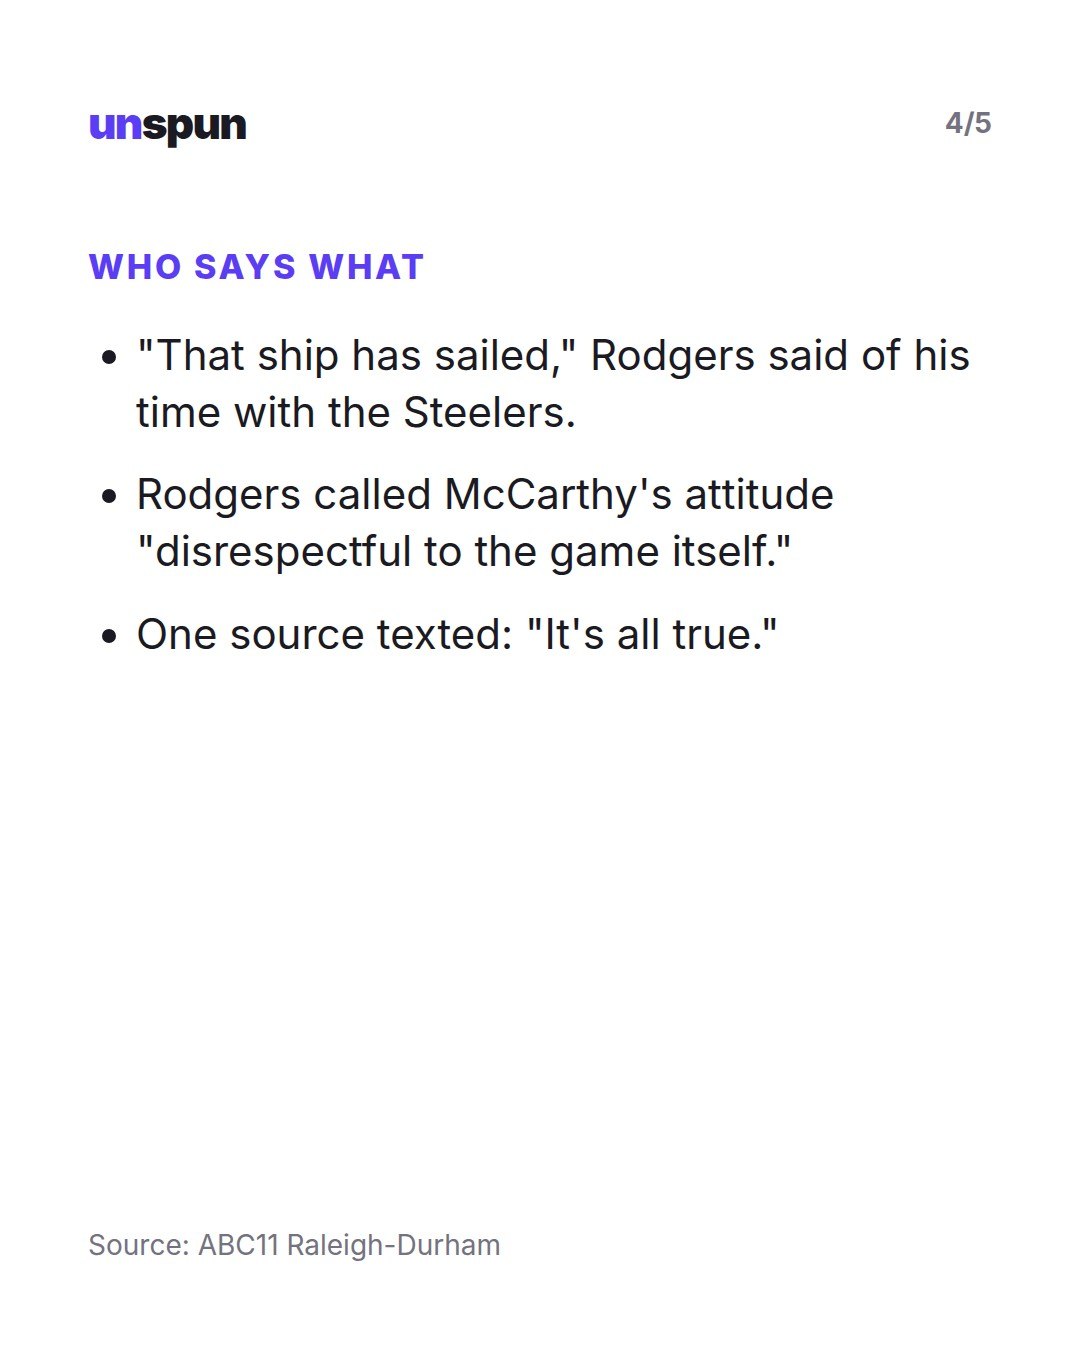 unspun
4/5
WHO SAYS WHAT
• "That ship has sailed," Rodgers said of his
time with the Steelers.
• Rodgers called McCarthy's attitude
"disrespectful to the game itself."
• One source texted: "It's all true."
Source: ABC11 Raleigh-Durham